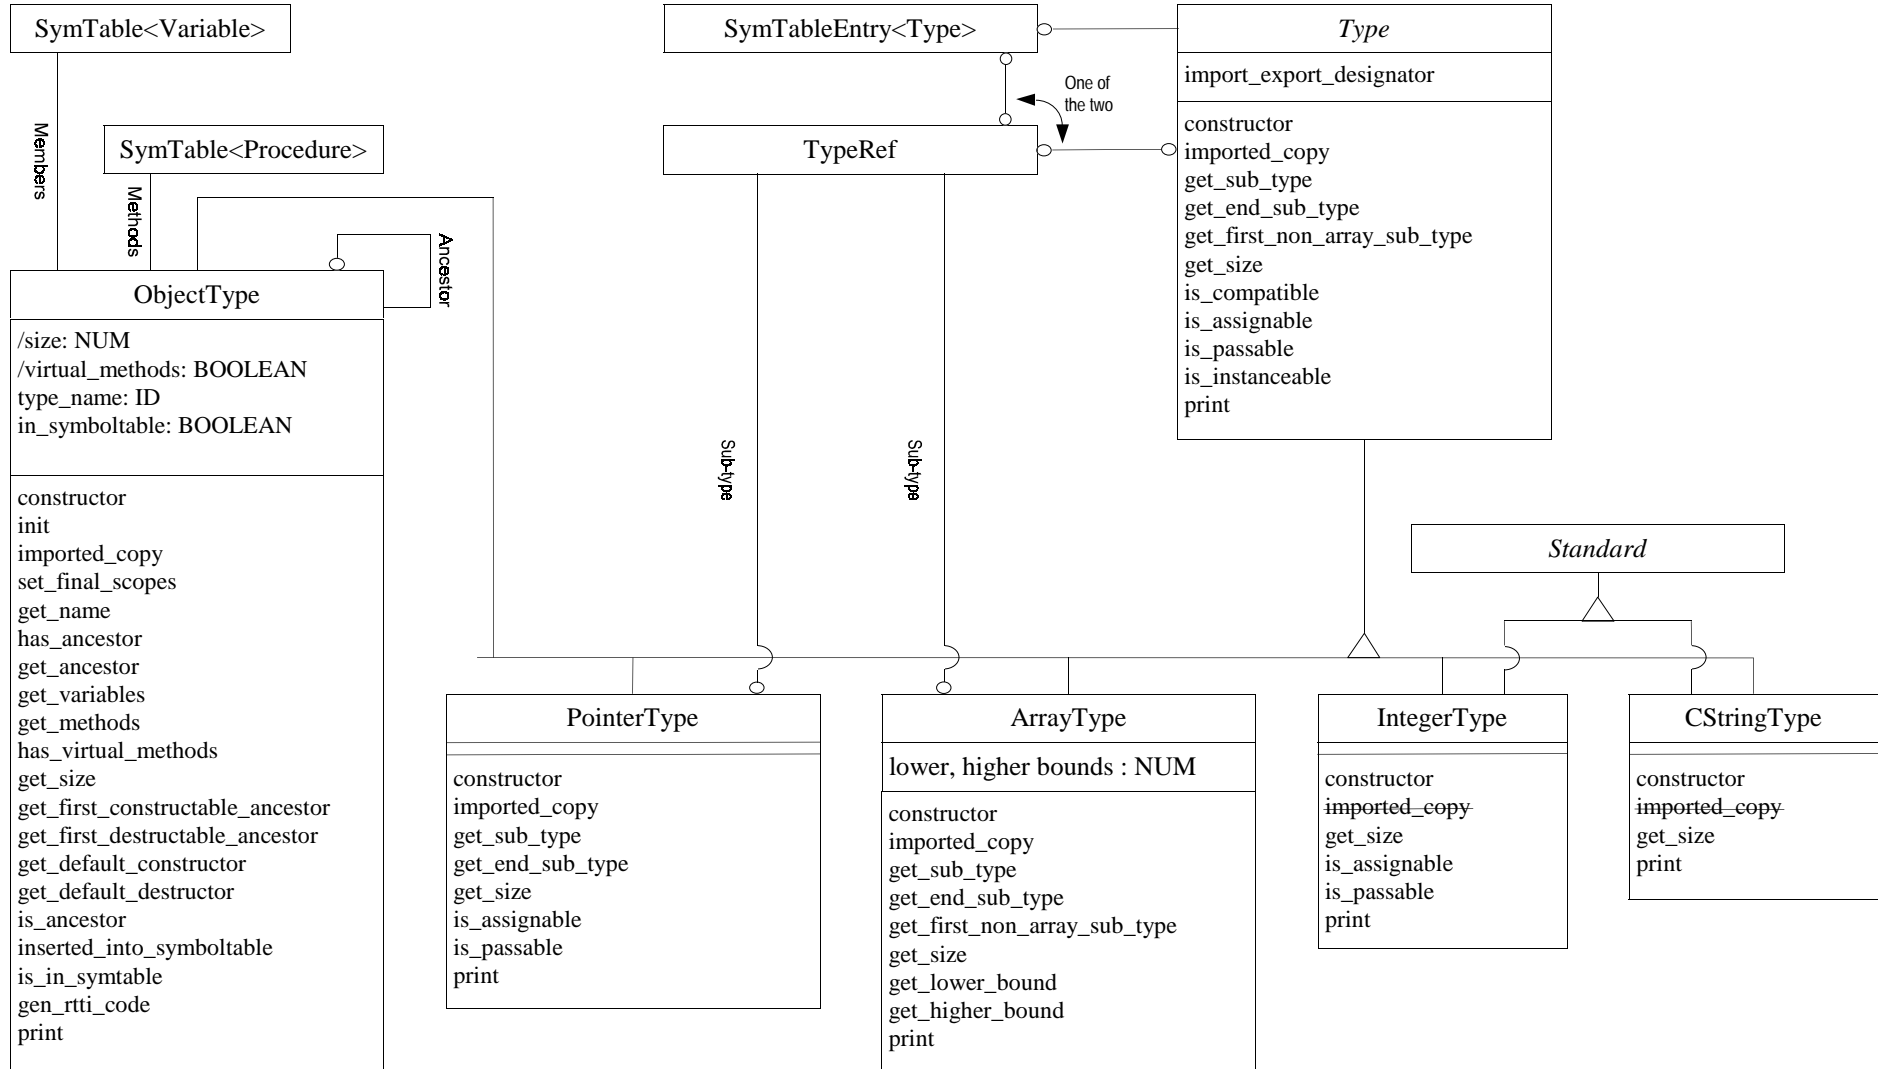 SymTable<Variable>
Members
SymTable<Procedure>
Methods
Ancestor
ObjectType
/size: NUM
/virtual_methods: BOOLEAN
type_name: ID
in_symboltable: BOOLEAN
constructor
init
imported_copy
set_final_scopes
get_name
has_ancestor
get_ancestor
get_variables
get_methods
has_virtual_methods
get_size
get_first_constructable_ancestor
get_first_destructable_ancestor
get_default_constructor
get_default_destructor
is_ancestor
inserted_into_symboltable
is_in_symtable
gen_rtti_code
print
SymTableEntry<Type>
One of
the two
TypeRef
Sub-type
Sub-type
Type
import_export_designator
constructor
imported_copy
get_sub_type
get_end_sub_type
get_first_non_array_sub_type
get_size
is_compatible
is_assignable
is_passable
is_instanceable
print
Standard
PointerType
constructor
imported_copy
get_sub_type
get_end_sub_type
get_size
is_assignable
is_passable
print
ArrayType
lower, higher bounds : NUM
constructor
imported_copy
get_sub_type
get_end_sub_type
get_first_non_array_sub_type
get_size
get_lower_bound
get_higher_bound
print
IntegerType
constructor
imported_copy
get_size
is_assignable
is_passable
print
CStringType
constructor
imported_copy
get_size
print